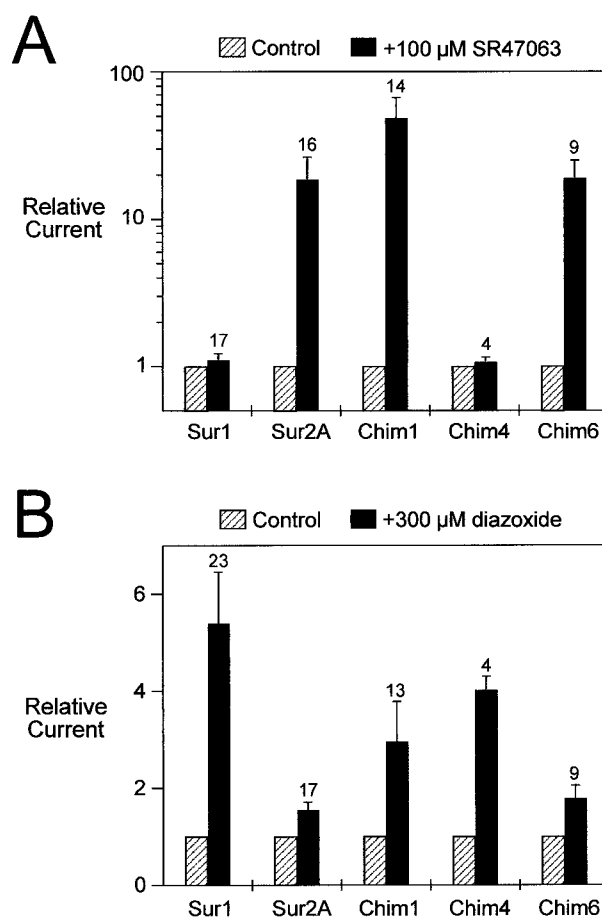 A
Control +100 µM SR47063
100
10
1
Relative
Current
17
16
14
4
9
Sur1 Sur2A Chim1 Chim4 Chim6
B
Control +300 µM diazoxide
6
4
2
0
Relative
Current
23
17
13
4
9
Sur1 Sur2A Chim1 Chim4 Chim6